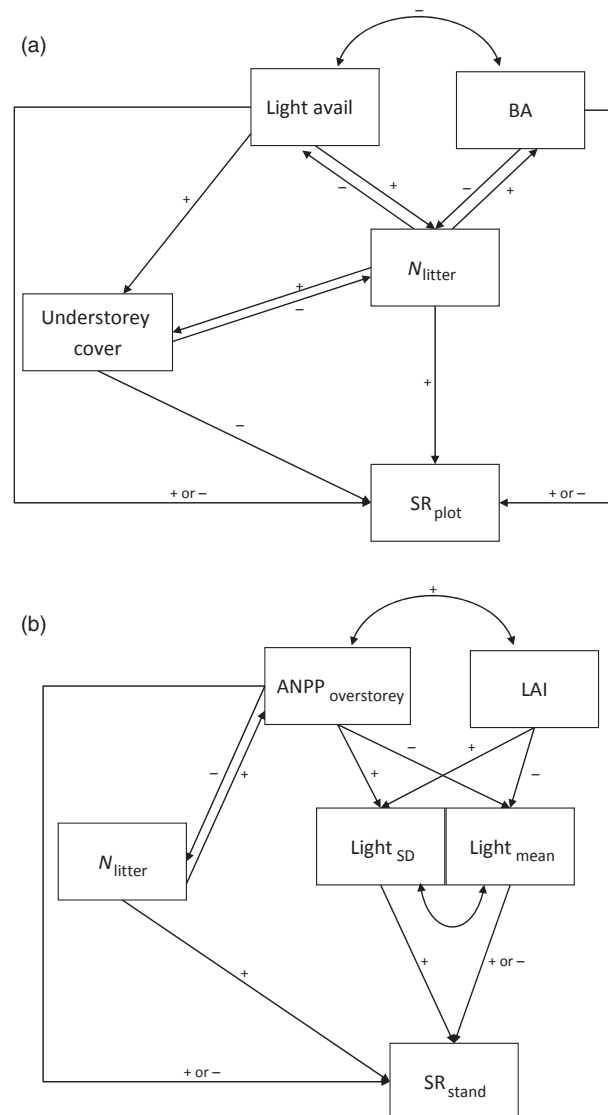 (a)
–
Light avail
BA
+
–
+
–
+
N litter
+
–
Understorey
cover
+
–
+ or –
+ or –
SR plot
(b)
+
ANPP overstorey
LAI
–
+
–
+
+
–
N litter
Light SD
Light mean
+
+
+ or –
+ or –
SR stand